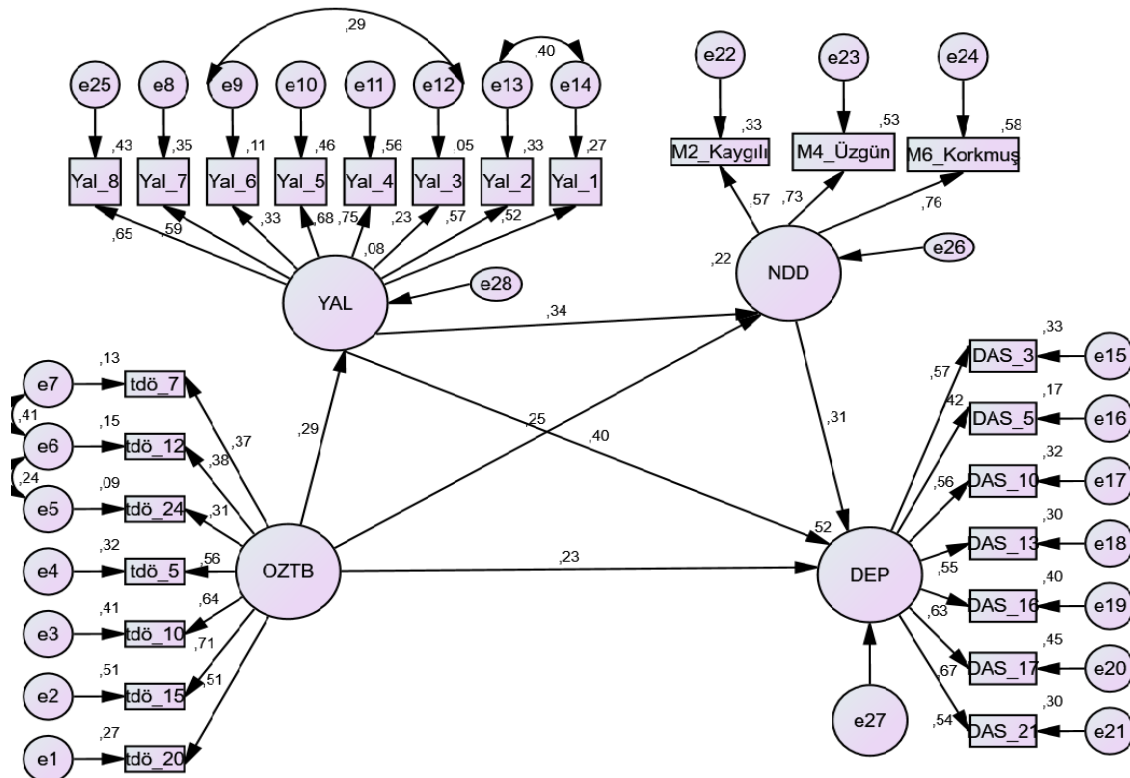 ,29
,40
e25
e8
e9
e10
e11
e12
e13
e14
e22
e23
e24
,43
,35
,11
,46
,56
,05
,33
,27
,33
,53
,58
Yal_8
Yal_7
Yal_6
Yal_5
Yal_4
Yal_3
Yal_2
Yal_1
M2_Kaygılı
M4_Üzgün
M6_Korkmuş
,65
,59
,33
,68
,75
,23
,57
,52
,57
,73
,76
,08
YAL
e28
,22
NDD
e26
,34
,13
e7
tdö_7
,37
,41
,15
e6
tdö_12
,38
,24
,09
e5
tdö_24
,31
,32
e4
tdö_5
,56
,41
e3
tdö_10
,64
,51
e2
tdö_15
,71
,27
e1
tdö_20
,51
OZTB
,29
,25
,40
,31
,23
,52
DEP
e27
,33
DAS_3
e15
,57
,17
DAS_5
e16
,42
,32
DAS_10
e17
,56
,30
DAS_13
e18
,55
,40
DAS_16
e19
,63
,45
DAS_17
e20
,67
,30
DAS_21
e21
,54